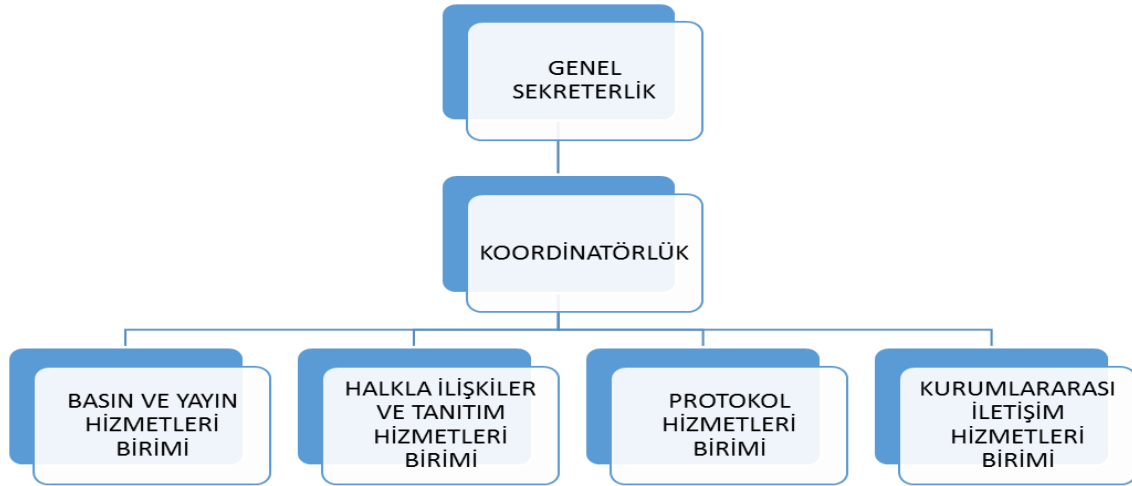 GENEL
SEKRETERLİK
KOORDİNATÖRLÜK
BASIN VE YAYIN
HİZMETLERİ
BİRİMİ
HALKLA İLİŞKİLER
VE TANITIM
HİZMETLERİ
BİRİMİ
PROTOKOL
HİZMETLERİ
BİRİMİ
KURUMLARARASI
İLETİŞİM
HİZMETLERİ
BİRİMİ